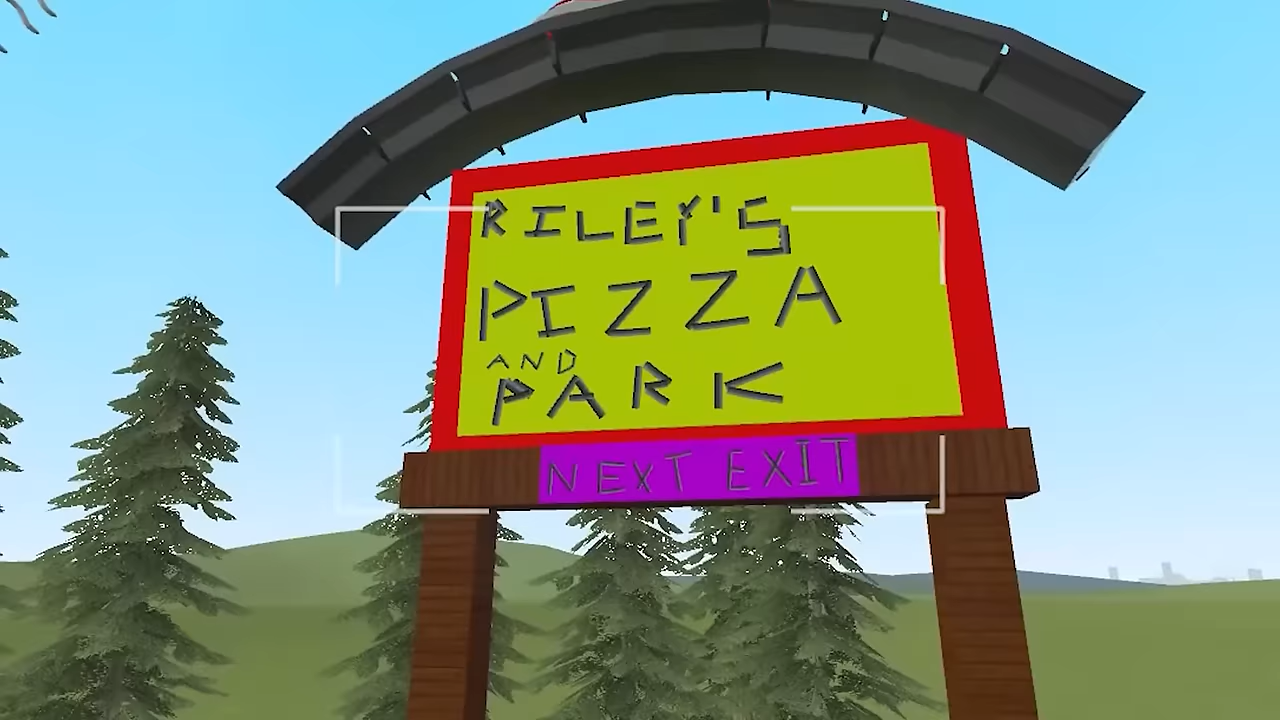 RILEY'S
PIZZA
AND
PARK
NEXT EXIT